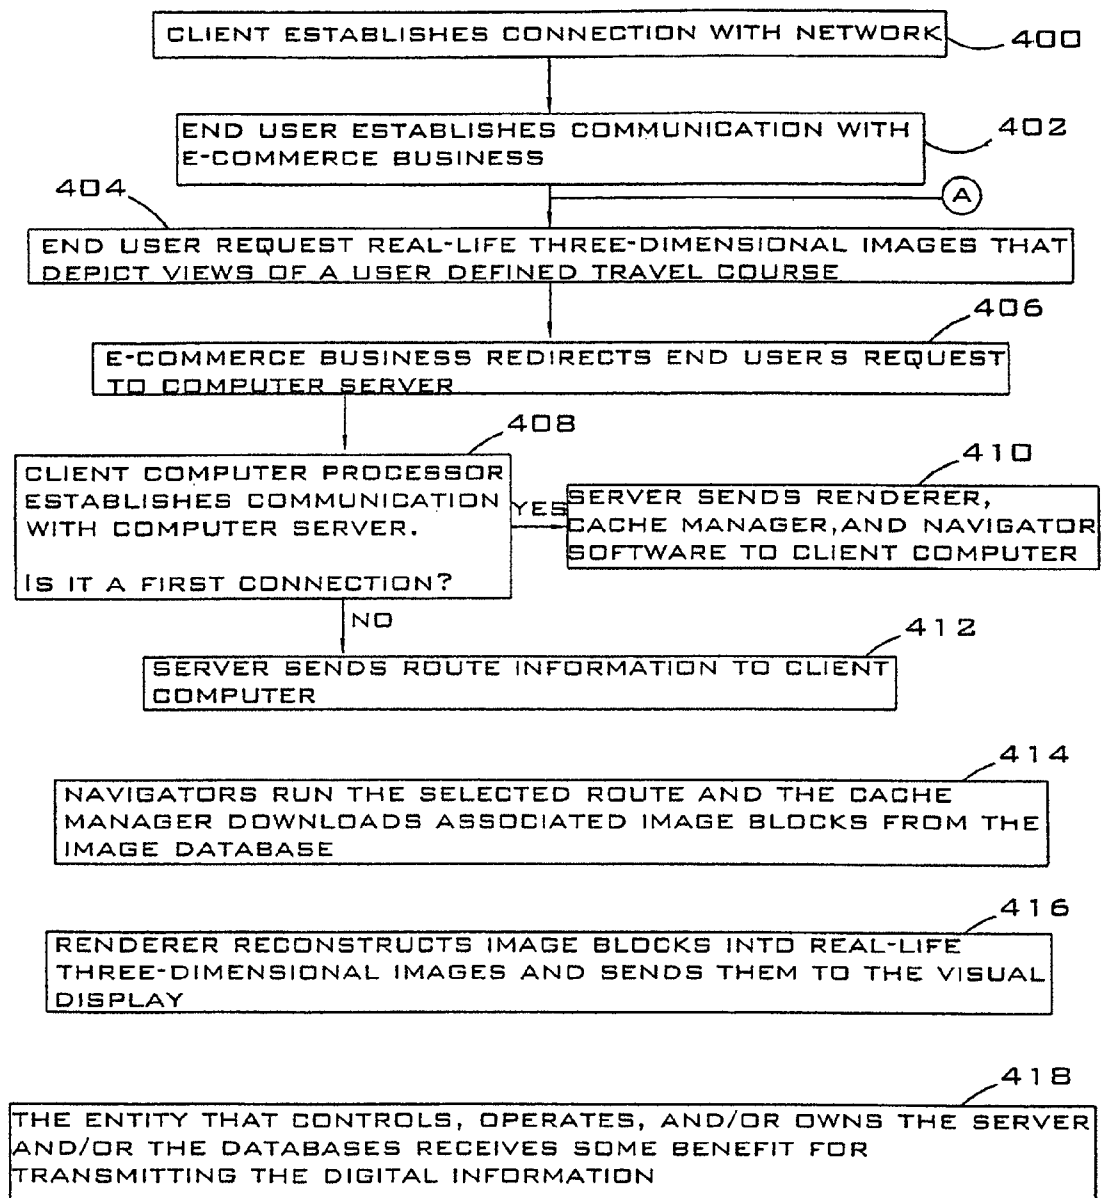 CLIENT ESTABLISHES CONNECTION WITH NETWORK
400
END USER ESTABLISHES COMMUNICATION WITH
E-COMMERCE BUSINESS
402
A
404
END USER REQUEST REAL-LIFE THREE-DIMENSIONAL IMAGES THAT
DEPICT VIEWS OF A USER DEFINED TRAVEL COURSE
406
E-COMMERCE BUSINESS REDIRECTS END USER'S REQUEST
TO COMPUTER SERVER
408
CLIENT COMPUTER PROCESSOR
ESTABLISHES COMMUNICATION
WITH COMPUTER SERVER.
IS IT A FIRST CONNECTION?
YES
410
SERVER SENDS RENDERER,
CACHE MANAGER, AND NAVIGATOR
SOFTWARE TO CLIENT COMPUTER
NO
412
SERVER SENDS ROUTE INFORMATION TO CLIENT
COMPUTER
414
NAVIGATORS RUN THE SELECTED ROUTE AND THE CACHE
MANAGER DOWNLOADS ASSOCIATED IMAGE BLOCKS FROM THE
IMAGE DATABASE
416
RENDERER RECONSTRUCTS IMAGE BLOCKS INTO REAL-LIFE
THREE-DIMENSIONAL IMAGES AND SENDS THEM TO THE VISUAL
DISPLAY
418
THE ENTITY THAT CONTROLS, OPERATES, AND/OR OWNS THE SERVER
AND/OR THE DATABASES RECEIVES SOME BENEFIT FOR
TRANSMITTING THE DIGITAL INFORMATION